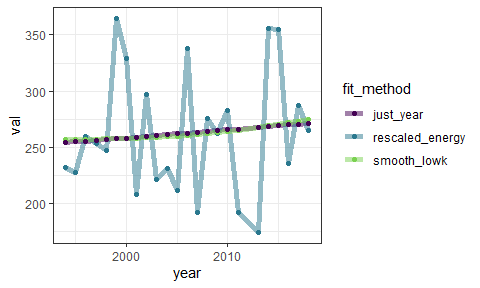 350
300
250
200
val
2000
2010
year
fit_method
just_year
rescaled_energy
smooth_lowk